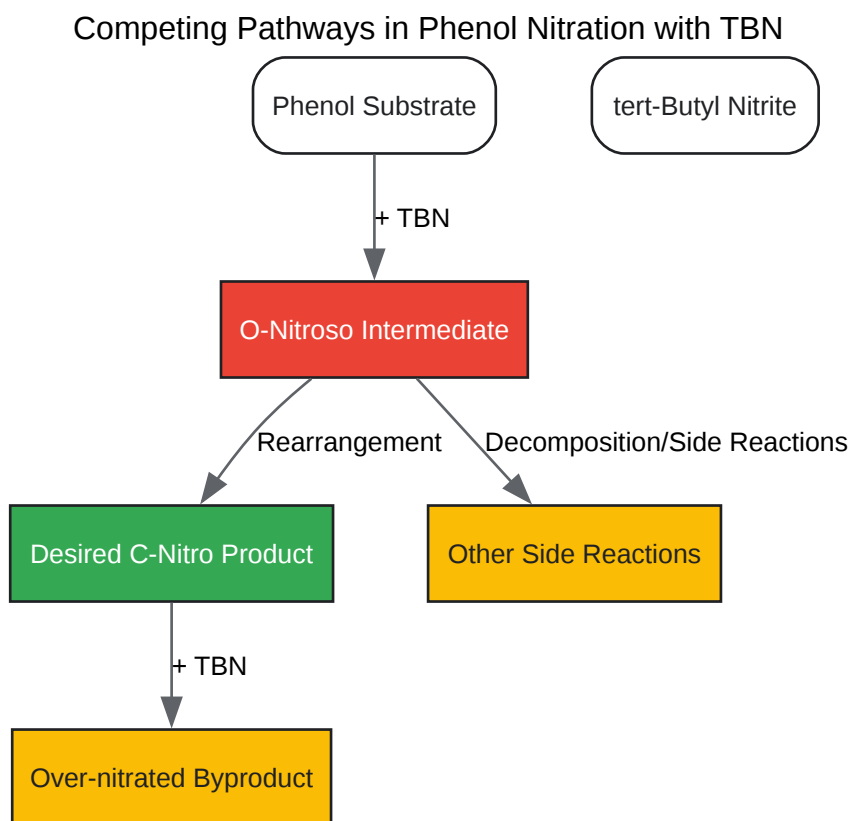 Competing Pathways in Phenol Nitration with TBN
Phenol Substrate
tert-Butyl Nitrite
+ TBN
O-Nitroso Intermediate
Rearrangement
Decomposition/Side Reactions
Desired C-Nitro Product
Other Side Reactions
+ TBN
Over-nitrated Byproduct